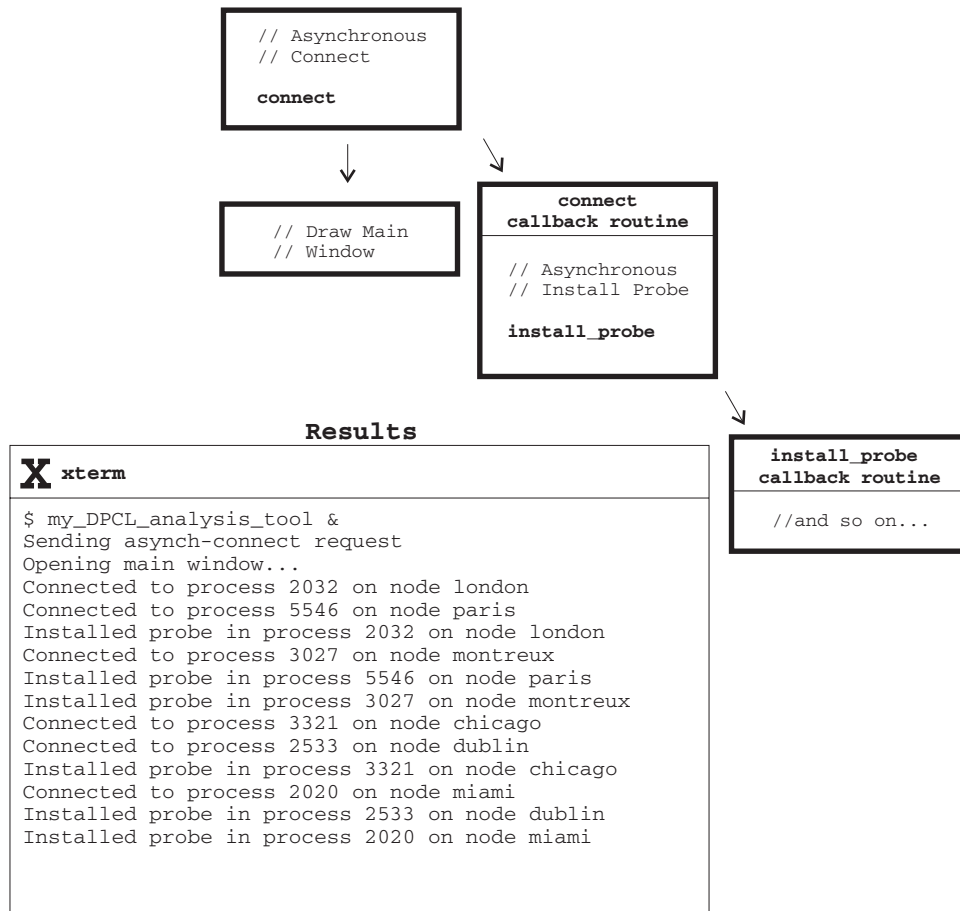 // Asynchronous
// Connect
connect
// Draw Main
// Window
connect
callback routine
// Asynchronous
// Install Probe
install_probe
install_probe
callback routine
//and so on...
Results
X xterm
$ my_DPCL_analysis_tool &
Sending asynch-connect request
Opening main window...
Connected to process 2032 on node london
Connected to process 5546 on node paris
Installed probe in process 2032 on node london
Connected to process 3027 on node montreux
Installed probe in process 5546 on node paris
Installed probe in process 3027 on node montreux
Connected to process 3321 on node chicago
Connected to process 2533 on node dublin
Installed probe in process 3321 on node chicago
Connected to process 2020 on node miami
Installed probe in process 2533 on node dublin
Installed probe in process 2020 on node miami